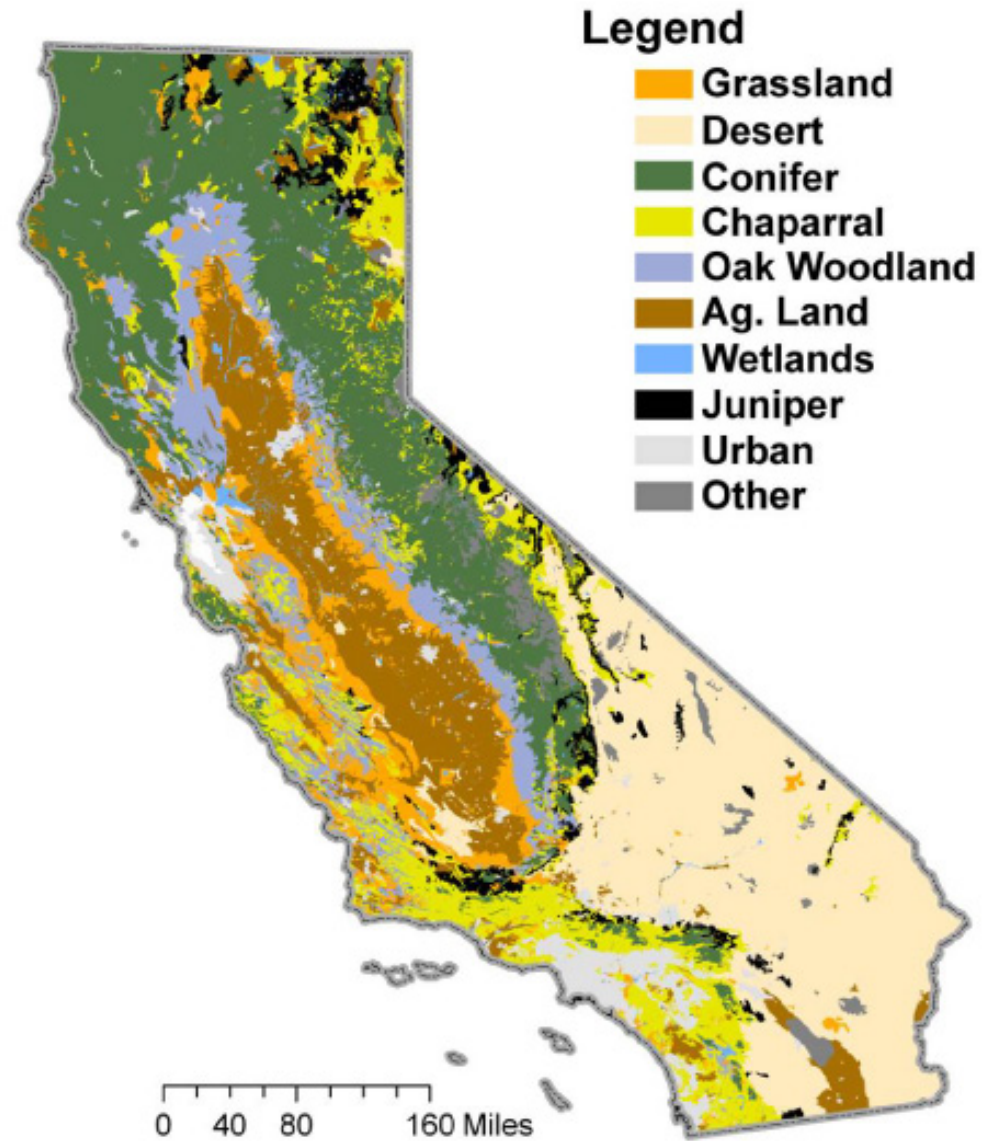 Legend
Grassland
Desert
Conifer
Chaparral
Oak Woodland
Ag. Land
Wetlands
Juniper
Urban
Other
0 40 80 160 Miles